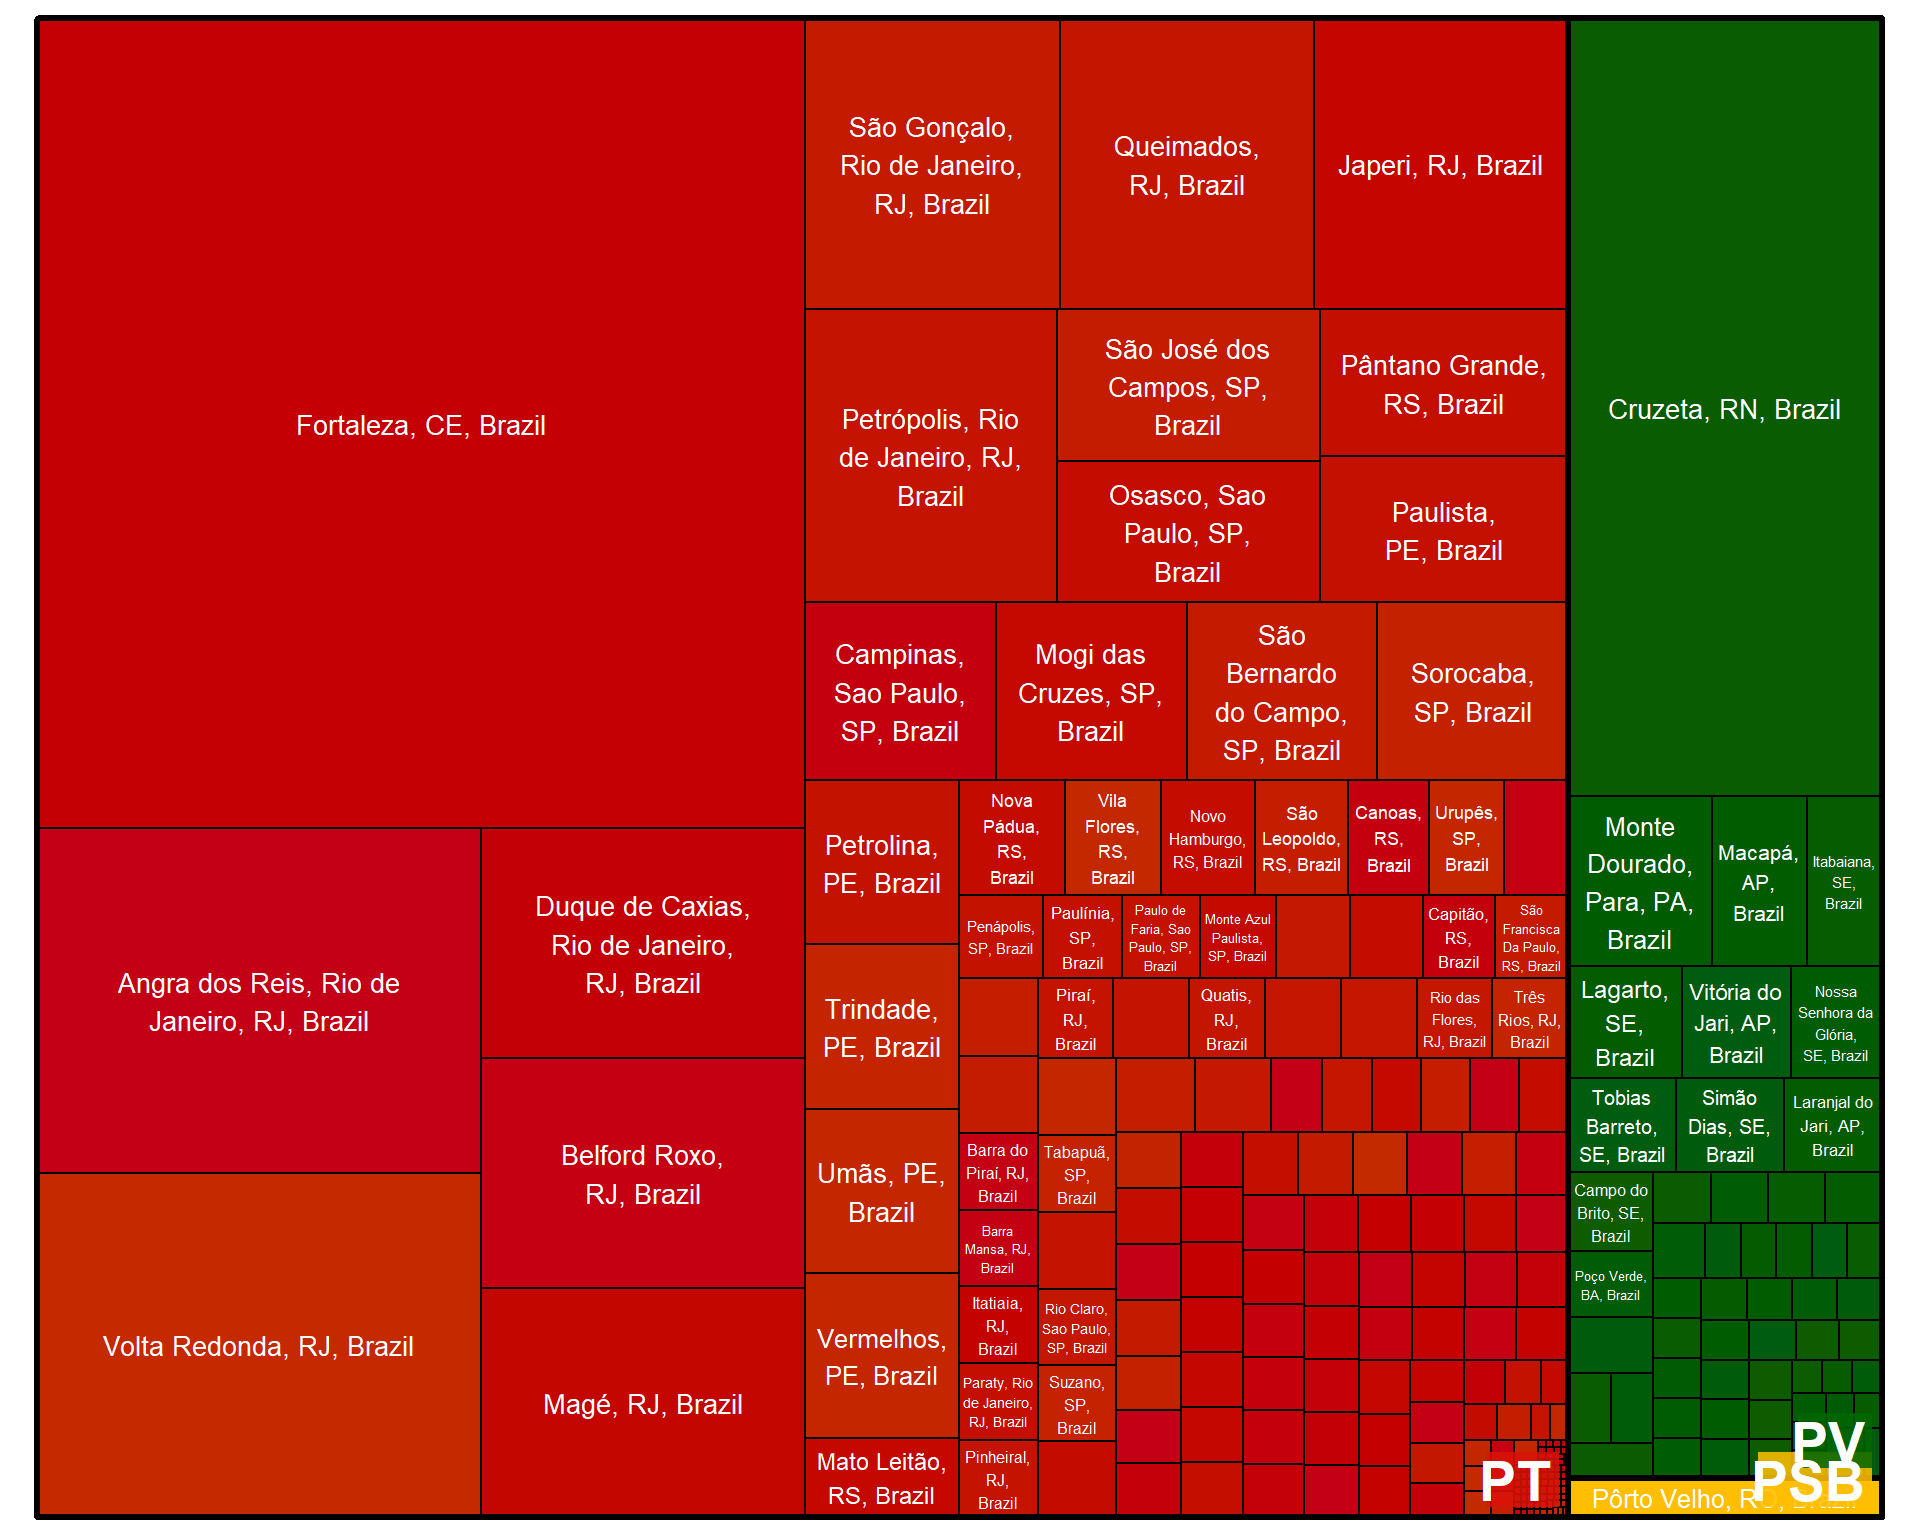 Fortaleza, CE, Brazil
Angra dos Reis, Rio de
Janeiro, RJ, Brazil
Volta Redonda, RJ, Brazil
Duque de Caxias,
Rio de Janeiro,
RJ, Brazil
Belford Roxo,
RJ, Brazil
Magé, RJ, Brazil
São Gonçalo,
Rio de Janeiro,
RJ, Brazil
Queimados,
RJ, Brazil
Japeri, RJ, Brazil
Petrópolis, Rio
de Janeiro, RJ,
Brazil
São José dos
Campos, SP,
Brazil
Osasco, Sao
Paulo, SP,
Brazil
Pântano Grande,
RS, Brazil
Paulista,
PE, Brazil
Campinas,
Sao Paulo,
SP, Brazil
Mogi das
Cruzes, SP,
Brazil
São
Bernardo
do Campo,
SP, Brazil
Sorocaba,
SP, Brazil
Petrolina,
PE, Brazil
Trindade,
PE, Brazil
Umãs, PE,
Brazil
Vermelhos,
PE, Brazil
Mato Leitão,
RS, Brazil
Nova
Pádua,
RS,
Brazil
Vila
Flores,
RS,
Brazil
Novo
Hamburgo,
RS, Brazil
São
Leopoldo,
RS, Brazil
Canoas,
RS,
Brazil
Urupês,
SP,
Brazil
Penápolis,
SP, Brazil
Paulínia,
SP,
Brazil
Paulo de
Faria, Sao
Paulo, SP,
Brazil
Monte Azul
Paulista,
SP, Brazil
Capitão,
RS,
Brazil
São
Francisca
Da Paulo,
RS, Brazil
Piraí,
RJ,
Brazil
Quatis,
RJ,
Brazil
Rio das
Flores,
RJ, Brazil
Três
Rios, RJ,
Brazil
Barra do
Piraí, RJ,
Brazil
Tabapuã,
SP,
Brazil
Barra
Mansa, RJ,
Brazil
Itatiaia,
RJ,
Brazil
Rio Claro,
Sao Paulo,
SP, Brazil
Paraty, Rio
de Janeiro,
RJ, Brazil
Suzano,
SP,
Brazil
Pinheiral,
RJ,
Brazil
PT
Cruzeta, RN, Brazil
Monte
Dourado,
Para, PA,
Brazil
Macapá,
AP,
Brazil
Itabaiana,
SE,
Brazil
Lagarto,
SE,
Brazil
Vitória do
Jari, AP,
Brazil
Nossa
Senhora da
Glória,
SE, Brazil
Tobias
Barreto,
SE, Brazil
Simão
Dias, SE,
Brazil
Laranjal do
Jari, AP,
Brazil
Campo do
Brito, SE,
Brazil
Poço Verde,
BA, Brazil
PV
PSB
Pôrto Velho, RO, Brazil